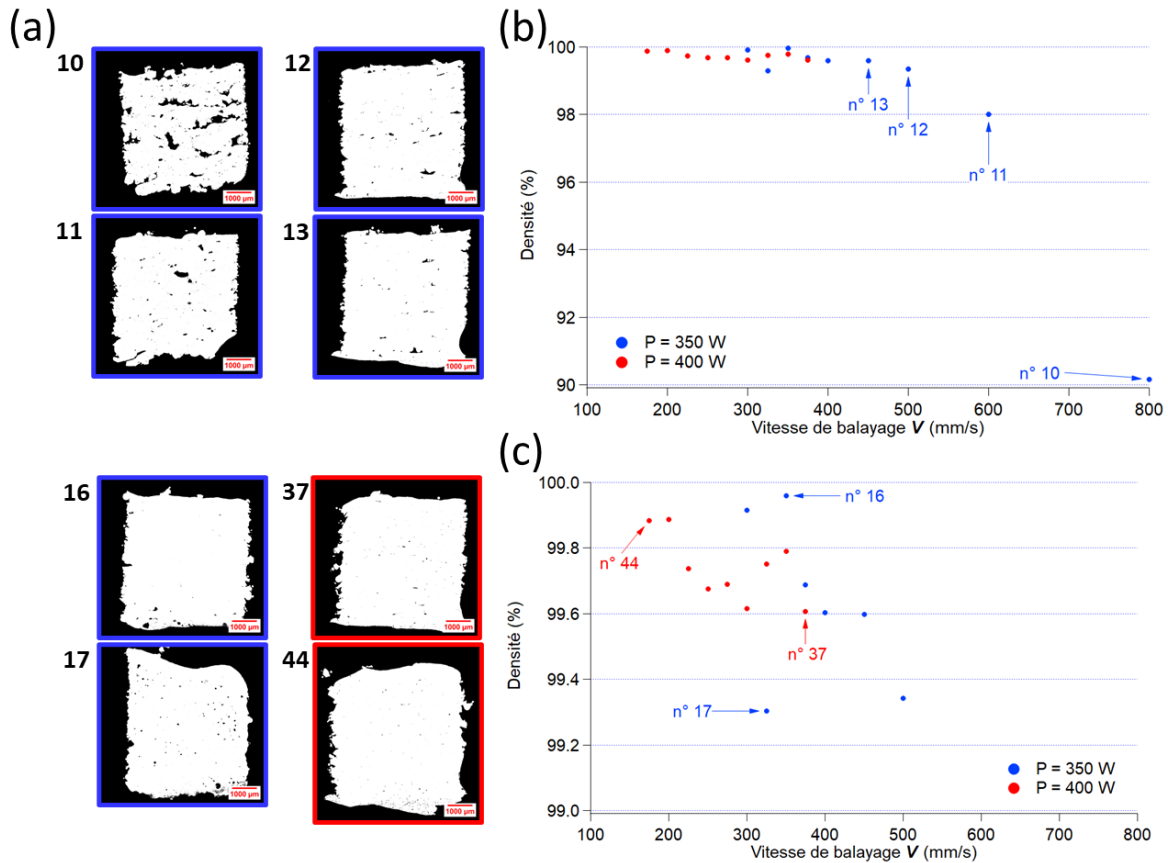 (a)
10
1000 µm
12
1000 µm
11
1000 µm
13
1000 µm
16
1000 µm
37
1000 µm
17
1000 µm
44
1000 µm
(b)
Densité (%)
100
98
96
94
92
90
n° 13
n° 12
n° 11
n° 10
P = 350 W
P = 400 W
100 200 300 400 500 600 700 800
Vitesse de balayage V (mm/s)
(c)
Densité (%)
100.0
99.8
99.6
99.4
99.2
99.0
n° 16
n° 44
n° 37
n° 17
P = 350 W
P = 400 W
100 200 300 400 500 600 700 800
Vitesse de balayage V (mm/s)